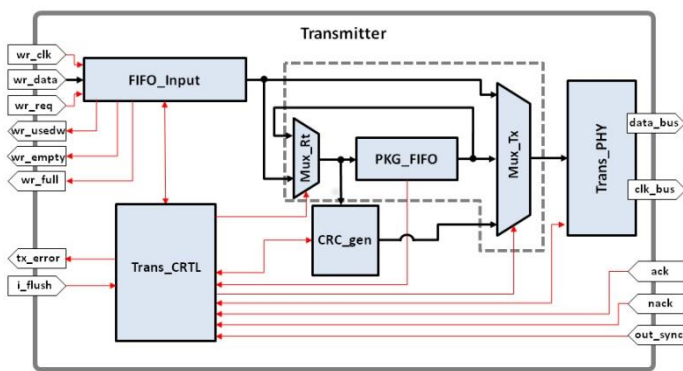 Transmitter
wr_clk
wr_data
wr_req
wr_usedw
wr_empty
wr_full
FIFO_Input
Mux_Rt
PKG_FIFO
Mux_Tx
Trans_PHY
data_bus
clk_bus
CRC_gen
Trans_CRTL
tx_error
i_flush
ack
nack
out_sync